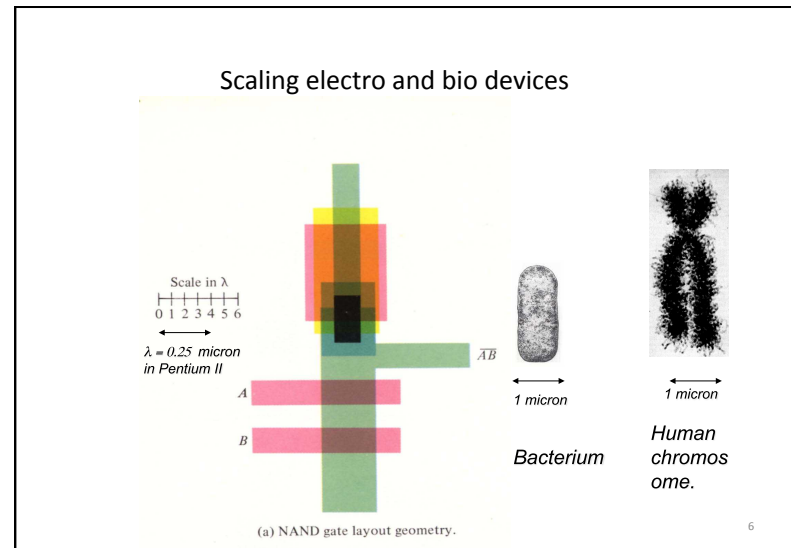 Scaling electro and bio devices
Scale in λ
0 1 2 3 4 5 6
λ = 0.25 micron
in Pentium II
A
B
A̅B̅
(a) NAND gate layout geometry.
1 micron
Bacterium
1 micron
Human
chromos
ome.
6